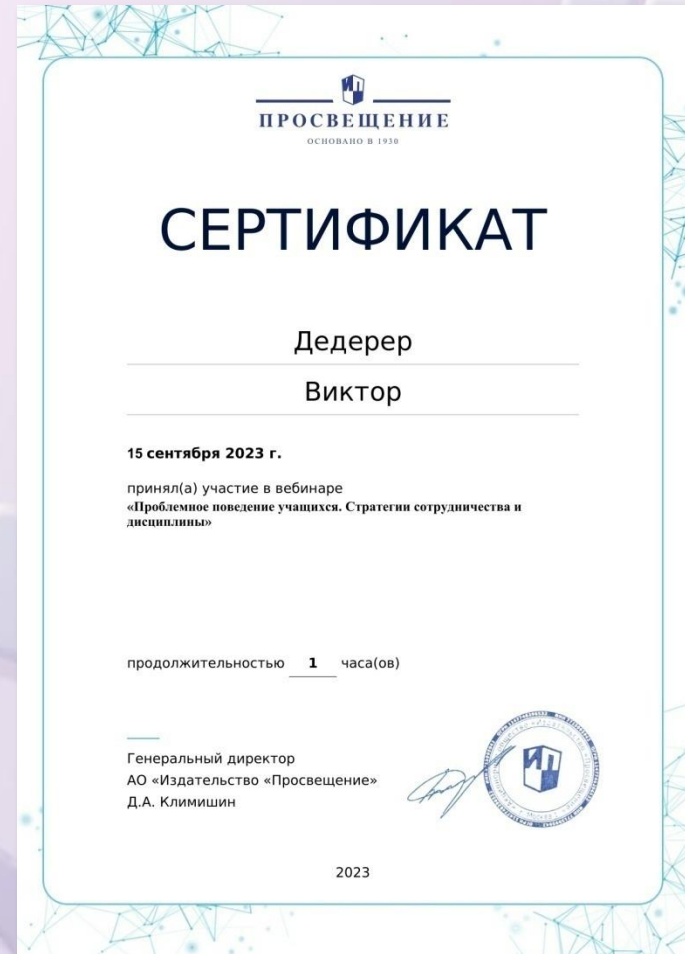 ПРОСВЕЩЕНИЕ
ОСНОВАНО В 1930
СЕРТИФИКАТ
Дедерер
Виктор
15 сентября 2023 г.
принял(а) участие в вебинаре
«Проблемное поведение учащихся. Стратегии сотрудничества и
дисциплины»
продолжительностью 1 часа(ов)
Генеральный директор
АО «Издательство «Просвещение»
Д.А. Климишин
ИП
2023